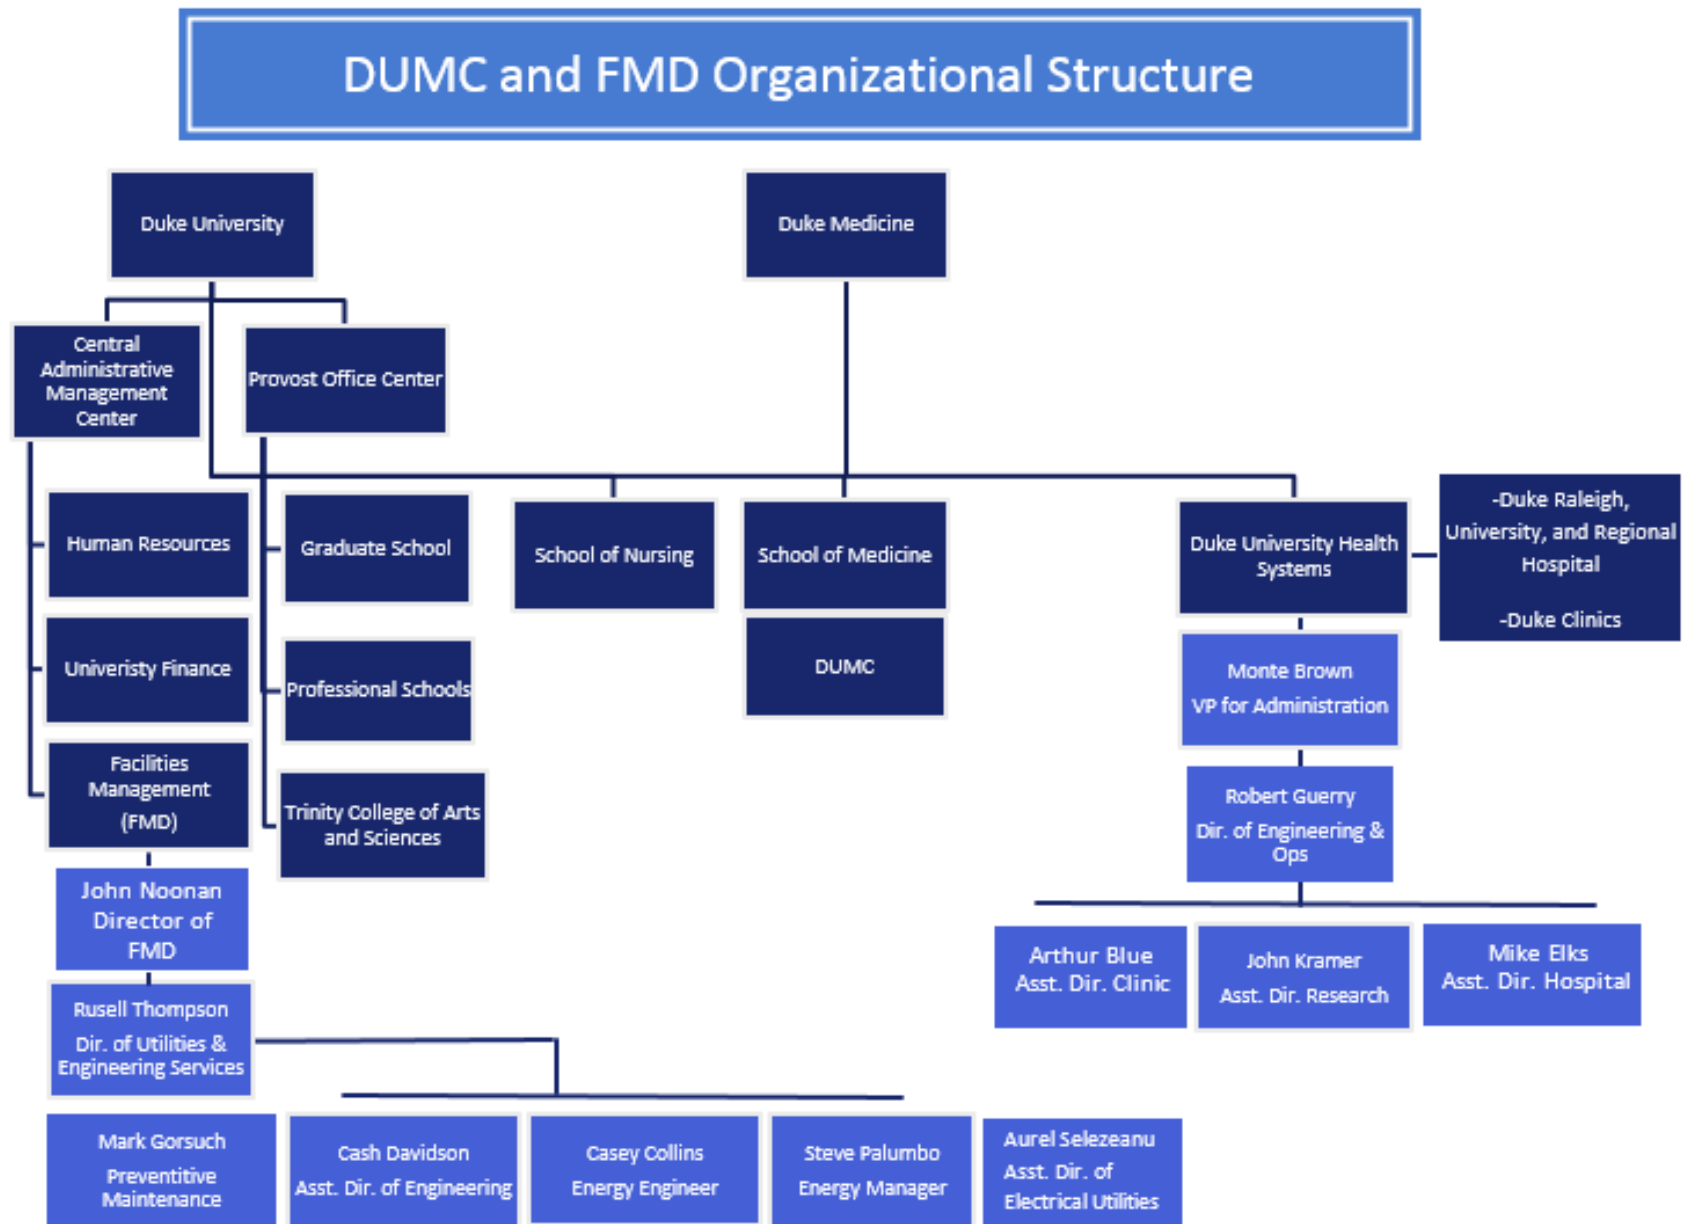 DUMC and FMD Organizational Structure
Duke University
Duke Medicine
Central
Administrative
Management
Center
Provost Office Center
Human Resources
Graduate School
School of Nursing
School of Medicine
Duke University Health
Systems
-Duke Raleigh,
University, and Regional
Hospital
-Duke Clinics
Univeristy Finance
Professional Schools
DUMC
Monte Brown
VP for Administration
Facilities
Management
(FMD)
Trinity College of Arts
and Sciences
Robert Guerry
Dir. of Engineering &
Ops
John Noonan
Director of
FMD
Arthur Blue
Asst. Dir. Clinic
John Kramer
Asst. Dir. Research
Mike Elks
Asst. Dir. Hospital
Rusell Thompson
Dir. of Utilities &
Engineering Services
Mark Gorsuch
Preventitive
Maintenance
Cash Davidson
Asst. Dir. of Engineering
Casey Collins
Energy Engineer
Steve Palumbo
Energy Manager
Aurel Selezeanu
Asst. Dir. of
Electrical Utilities